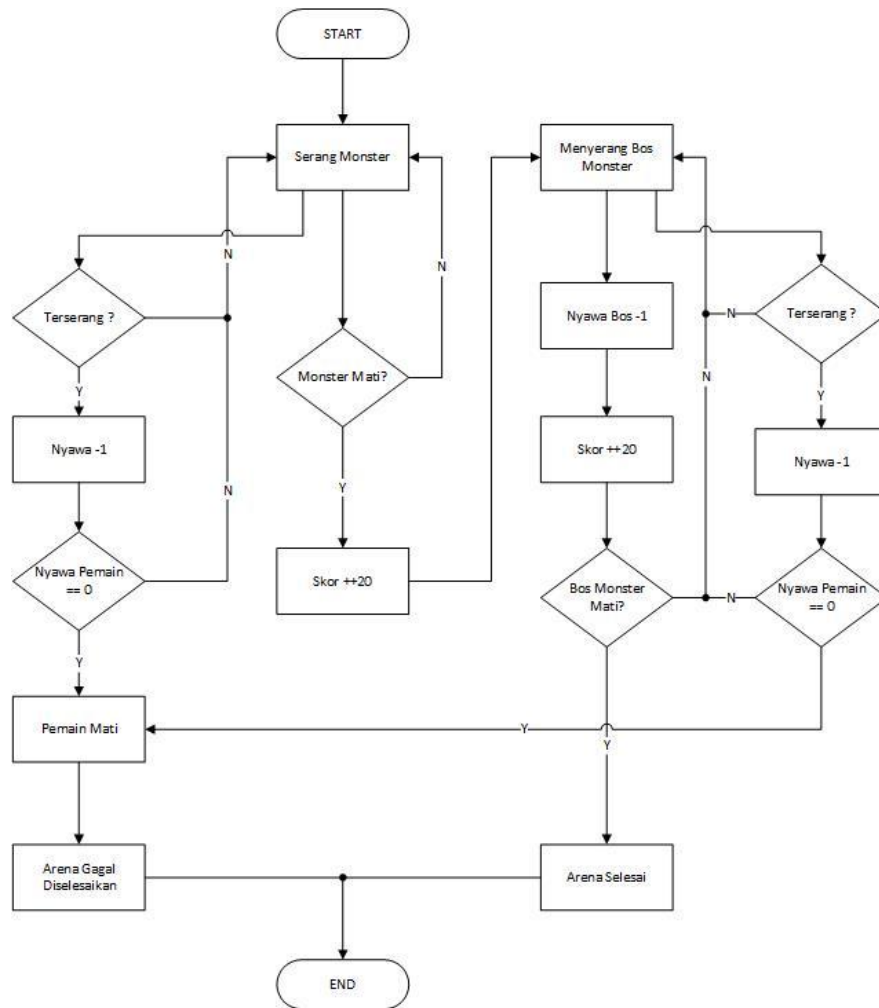 START
Serang Monster
Menyerang Bos
Monster
N
N
Terserang ?
Nyawa Bos -1
N
Terserang ?
Monster Mati?
N
Y
Y
Nyawa -1
Skor ++20
Nyawa -1
N
Y
Nyawa Pemain
== 0
Skor ++20
Bos Monster
Mati?
N
Nyawa Pemain
== 0
Y
Pemain Mati
Y
Y
Arena Gagal
Diselesaikan
Arena Selesai
END